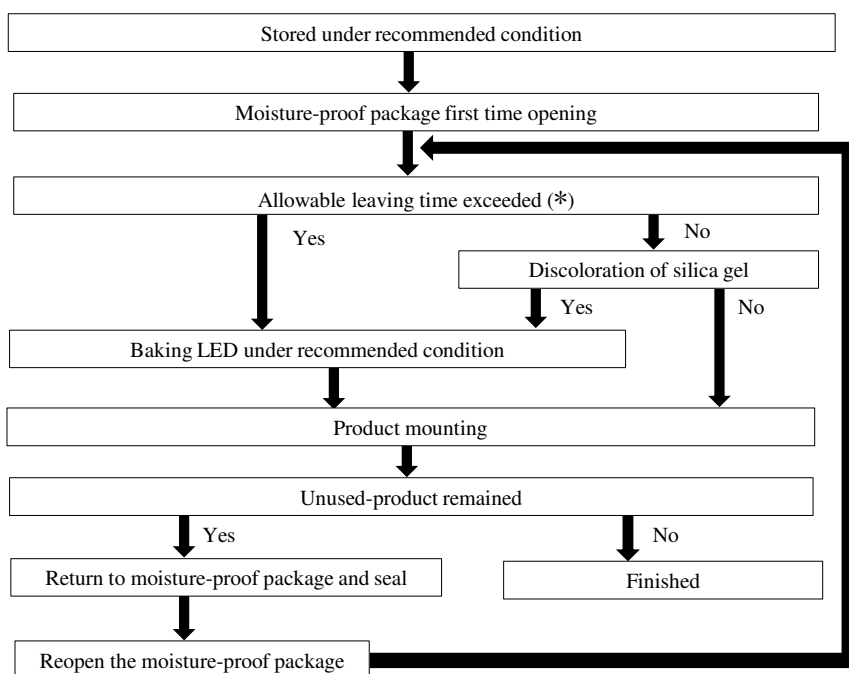 Stored under recommended condition
Moisture-proof package first time opening
Allowable leaving time exceeded (*)
Yes
No
Discoloration of silica gel
Yes
No
Baking LED under recommended condition
Product mounting
Unused-product remained
Yes
No
Return to moisture-proof package and seal
Finished
Reopen the moisture-proof package